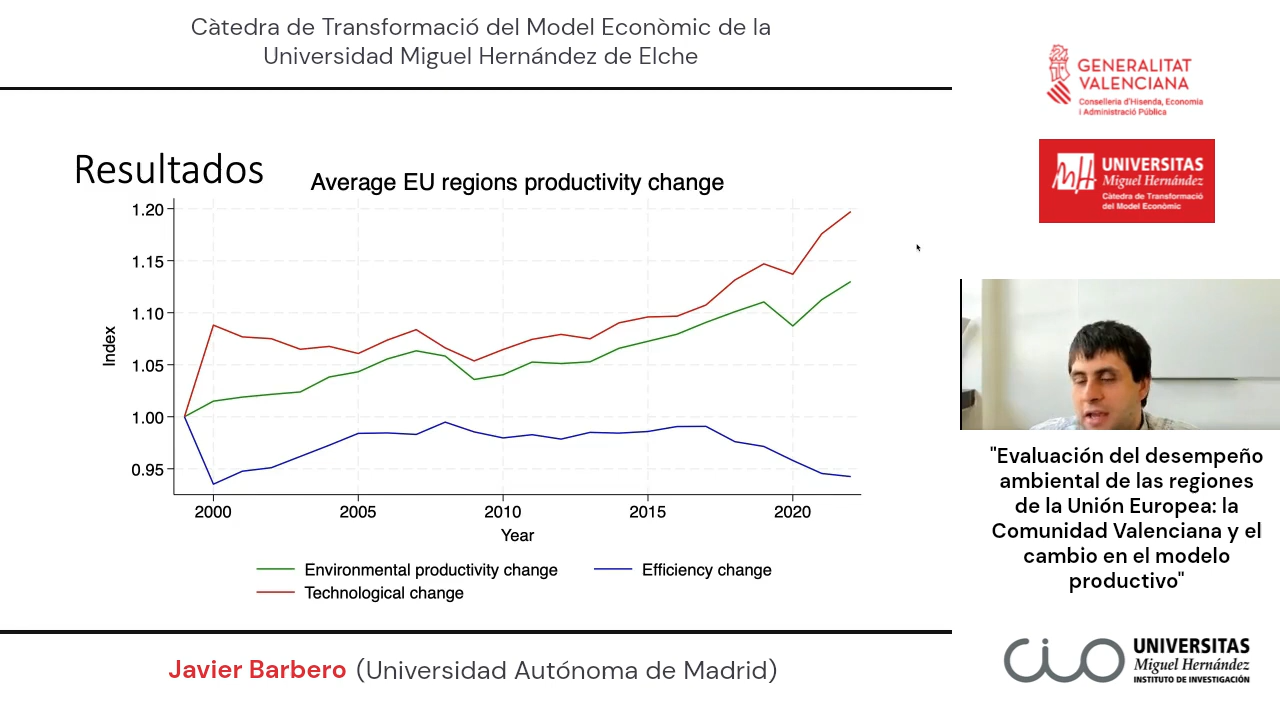 Càtedra de Transformació del Model Econòmic de la
Universidad Miguel Hernández de Elche
GENERALITAT
VALENCIANA
Conselleria d'Hisenda, Economia
i Administració Pública
UNIVERSITAS
Miguel Hernández
Càtedra de Transformació
del Model Econòmic
Resultados
Average EU regions productivity change
1.20
1.15
1.10
1.05
1.00
0.95
Index
2000 2005 2010 2015 2020
Year
Environmental productivity change
Efficiency change
Technological change
"Evaluación del desempeño
ambiental de las regiones
de la Unión Europea: la
Comunidad Valenciana y el
cambio en el modelo
productivo"
Javier Barbero (Universidad Autónoma de Madrid)
CIO
UNIVERSITAS
Miguel Hernández
INSTITUTO DE INVESTIGACIÓN